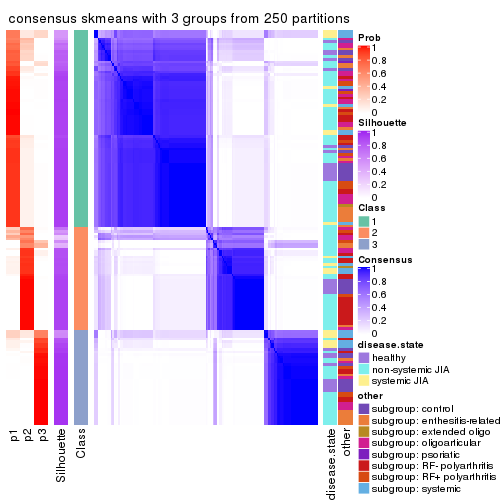 consensus skmeans with 3 groups from 250 partitions
Prob
1
0.8
0.6
0.4
0.2
0
Silhouette
1
0.8
0.6
0.4
0.2
0
Class
1
2
3
Consensus
1
0.8
0.6
0.4
0.2
0
disease.state
healthy
non-systemic JIA
systemic JIA
other
subgroup: control
subgroup: enthesitis-related
subgroup: extended oligo
subgroup: oligoarticular
subgroup: psoriatic
subgroup: RF- polyarthritis
subgroup: RF+ polyarthritis
subgroup: systemic
p1
p2
p3
Silhouette
Class
disease.state
other